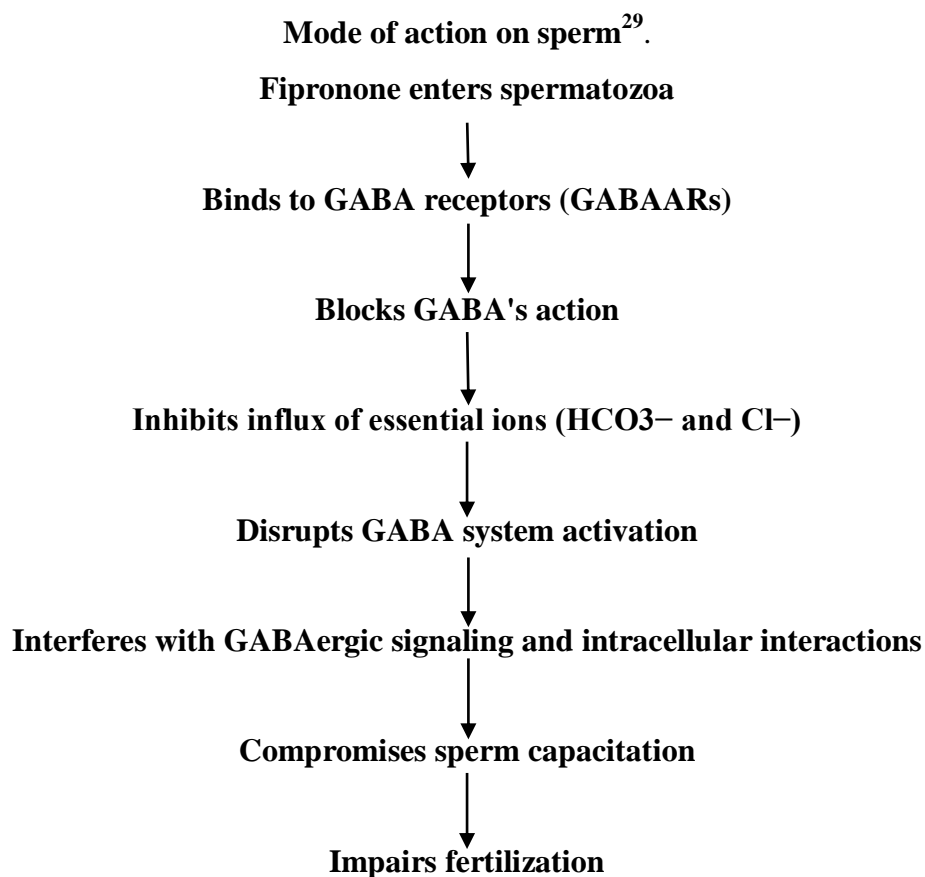 Mode of action on sperm29.
Fipronone enters spermatozoa
Binds to GABA receptors (GABAARs)
Blocks GABA's action
Inhibits influx of essential ions (HCO3− and Cl−)
Disrupts GABA system activation
Interferes with GABAergic signaling and intracellular interactions
Compromises sperm capacitation
Impairs fertilization